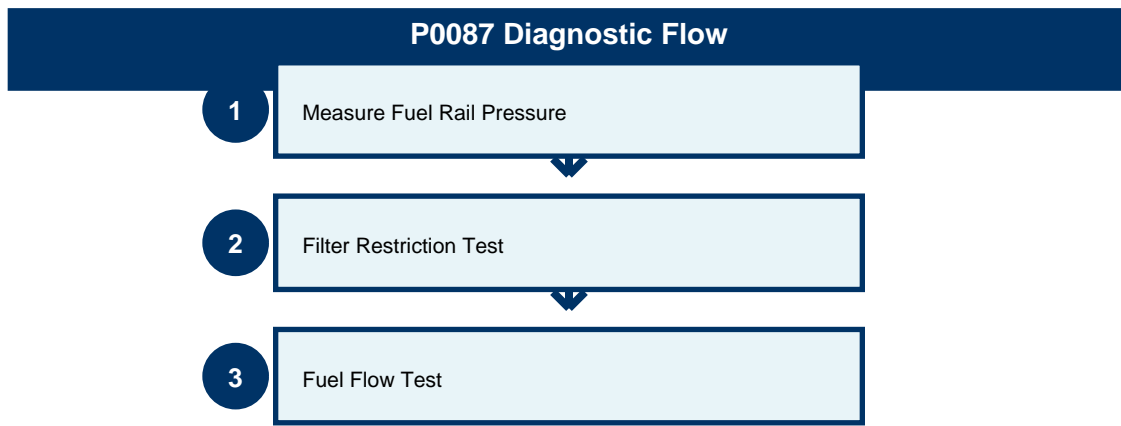 P0087 Diagnostic Flow
1 Measure Fuel Rail Pressure
2 Filter Restriction Test
3 Fuel Flow Test